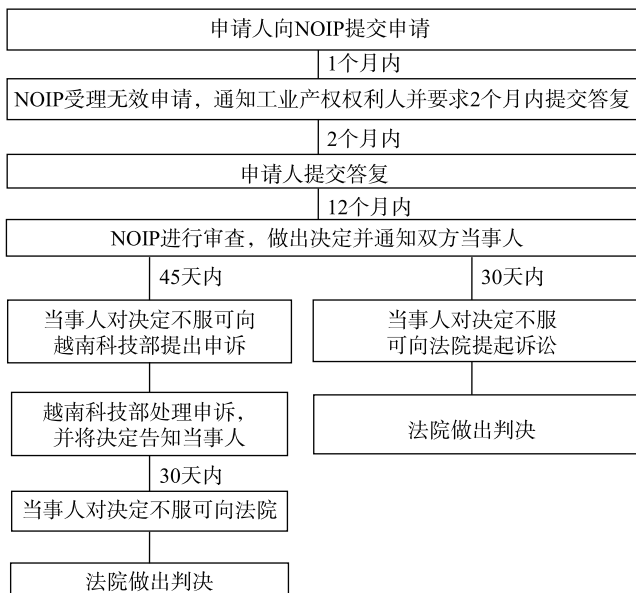 申请人向NOIP提交申请
1个月内
NOIP受理无效申请，通知工业产权权利人并要求2个月内提交答复
2个月内
申请人提交答复
12个月内
NOIP进行审查，做出决定并通知双方当事人
45天内
30天内
当事人对决定不服可向
越南科技部提出申诉
当事人对决定不服
可向法院提起诉讼
越南科技部处理申诉，
并将决定告知当事人
法院做出判决
30天内
当事人对决定不服可向法院
法院做出判决